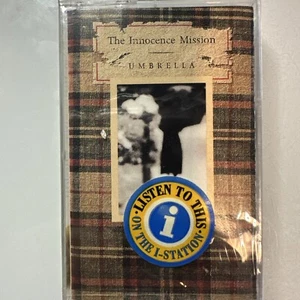 The Innocence Mission
UMBRELLA
· LISTEN TO THIS ·
ON THE I-STATION
i